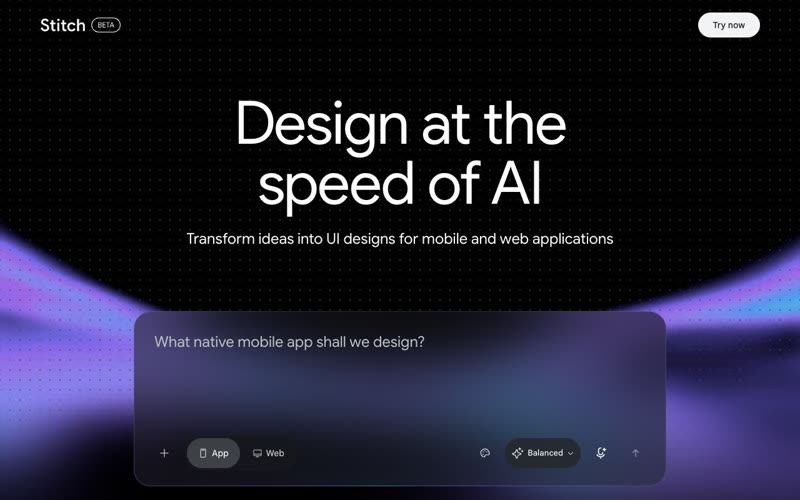 Stitch BETA
Try now
Design at the
speed of AI
Transform ideas into UI designs for mobile and web applications
What native mobile app shall we design?
App
Web
Balanced